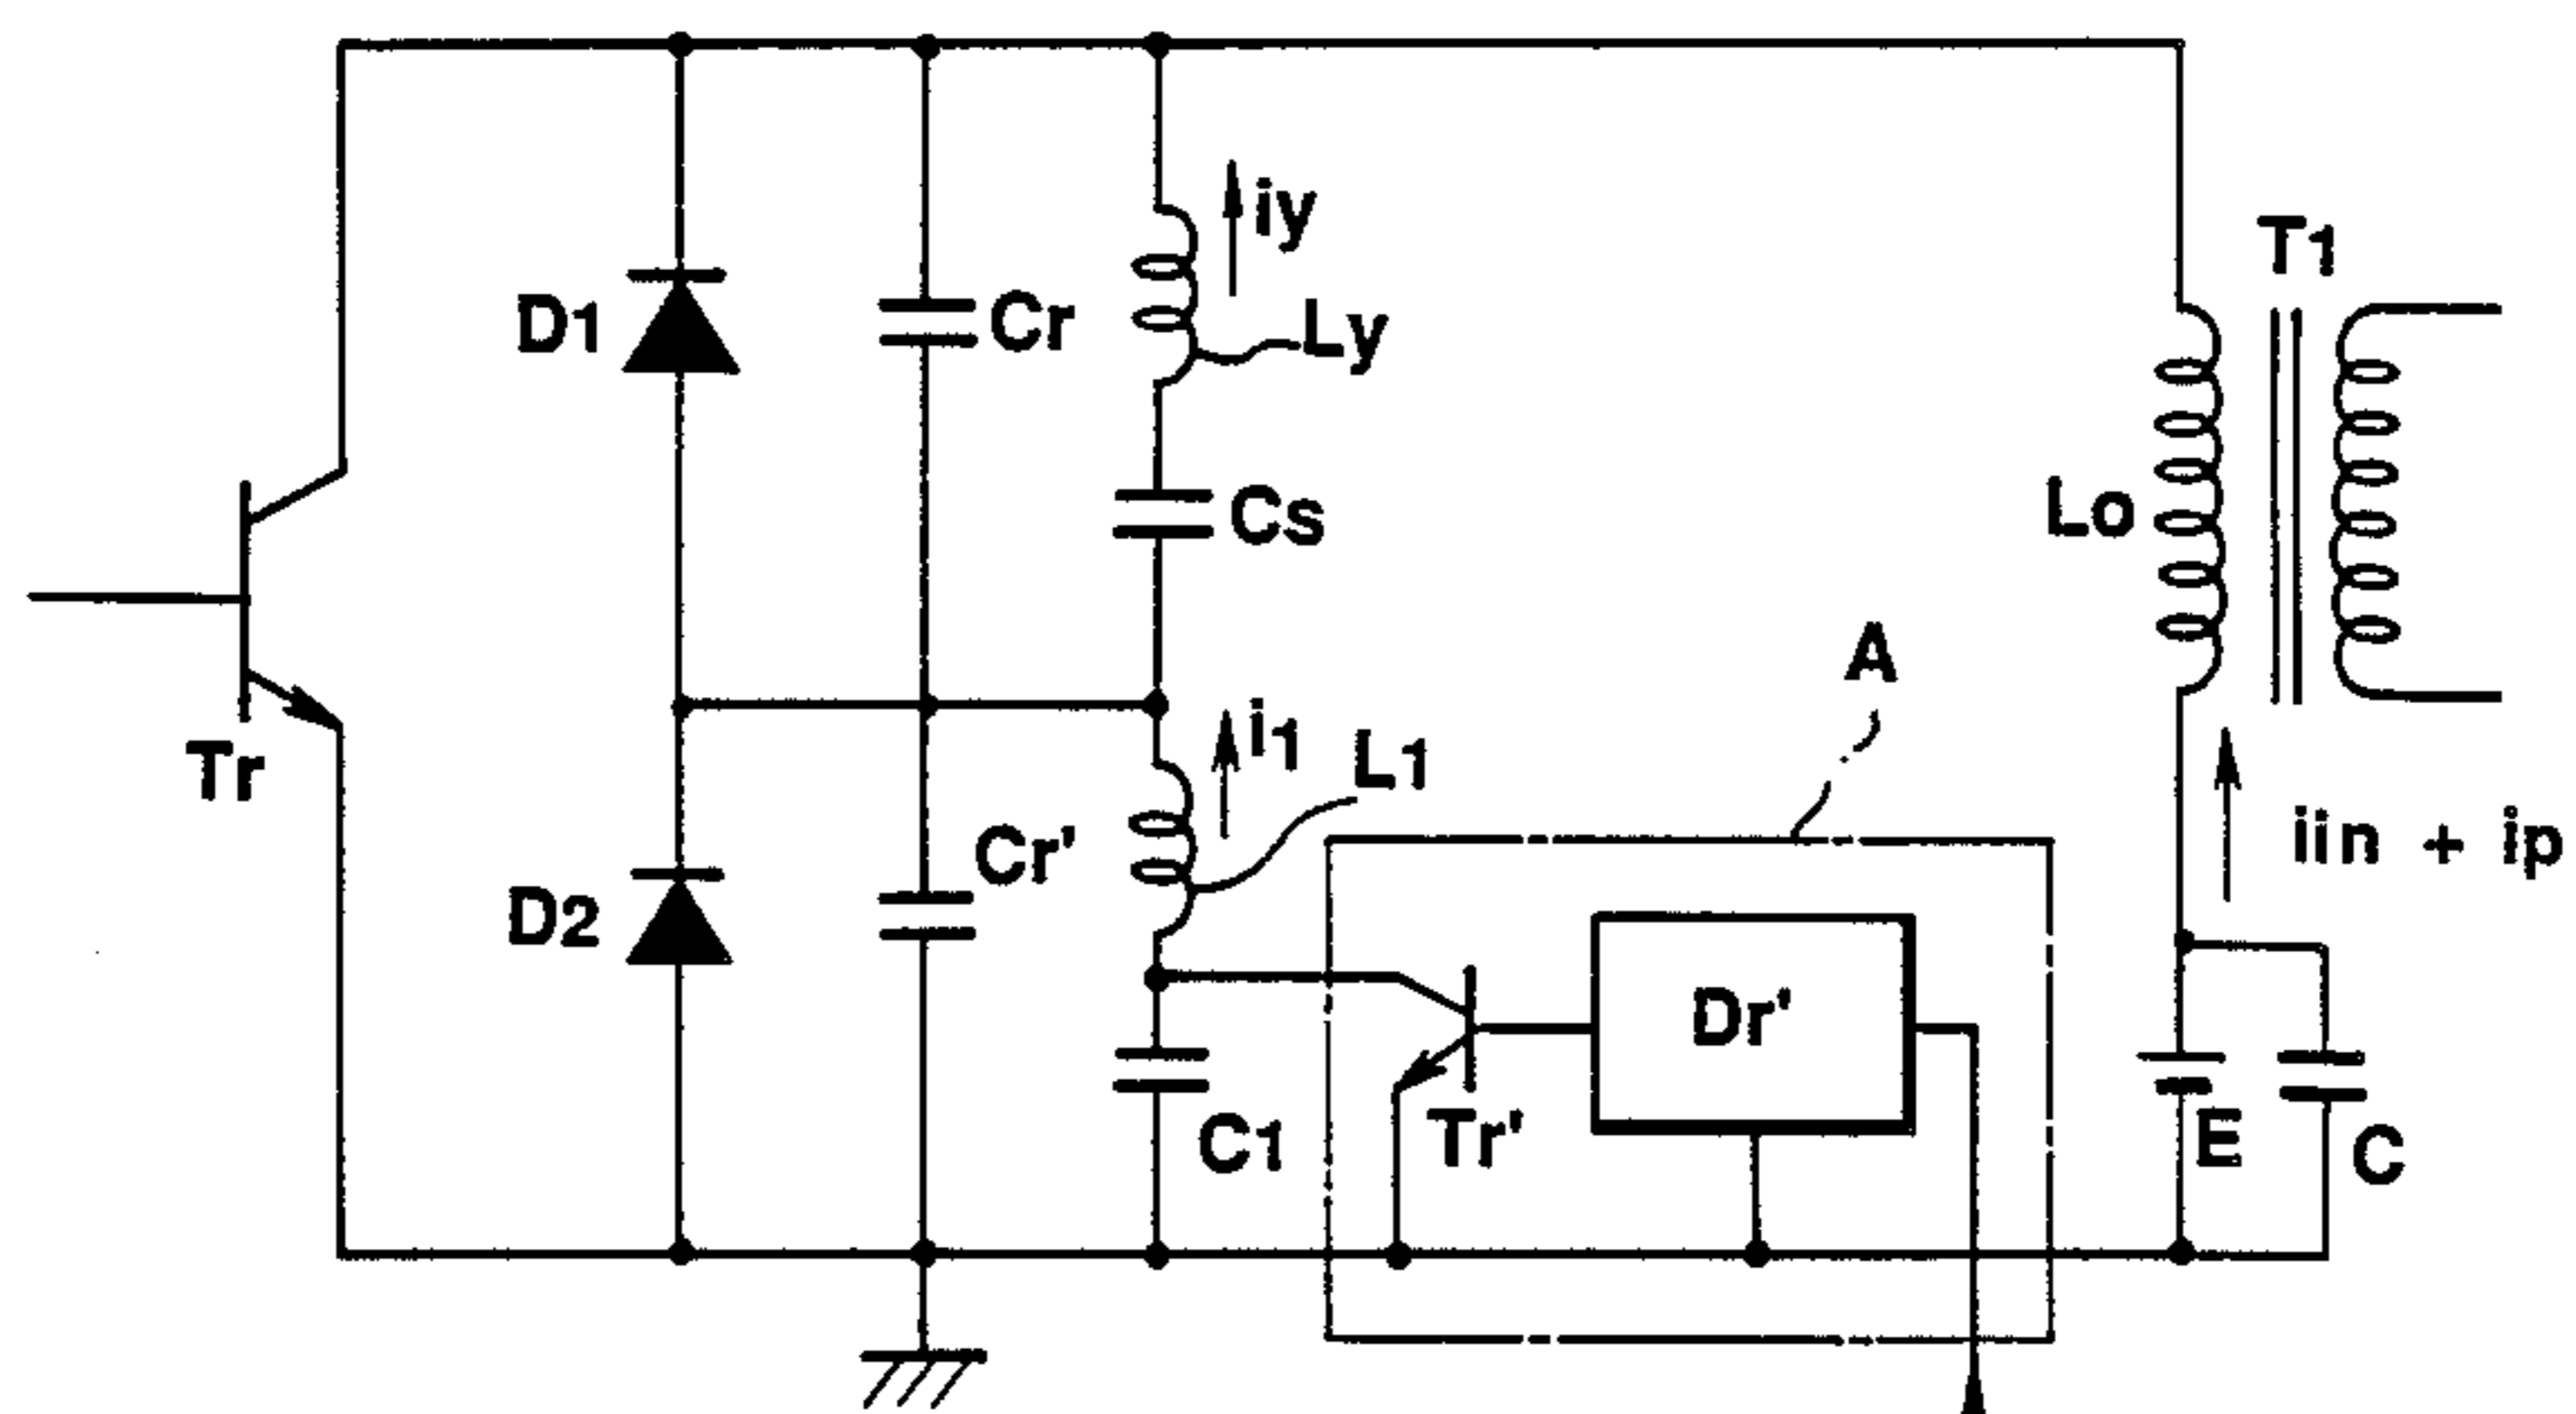 iy
T1
D1
Cr
Ly
Cs
Lo
A
i1
L1
Tr
Cr'
iin + ip
D2
Dr'
C1
Tr'
E
C